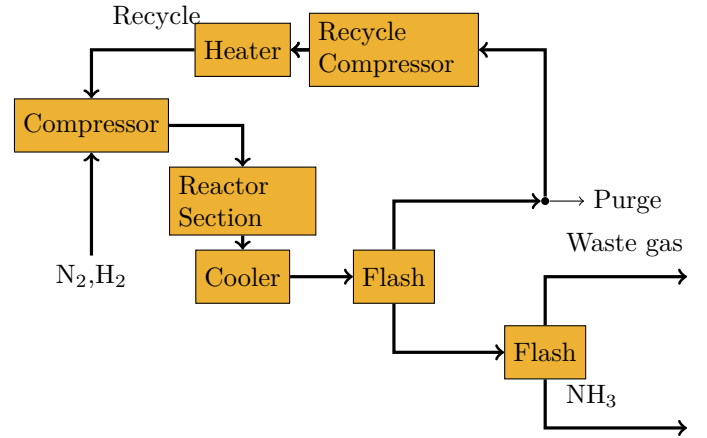 Recycle
Heater
Recycle
Compressor
Compressor
Reactor
Section
Purge
Waste gas
N₂,H₂
Cooler
Flash
Flash
NH₃